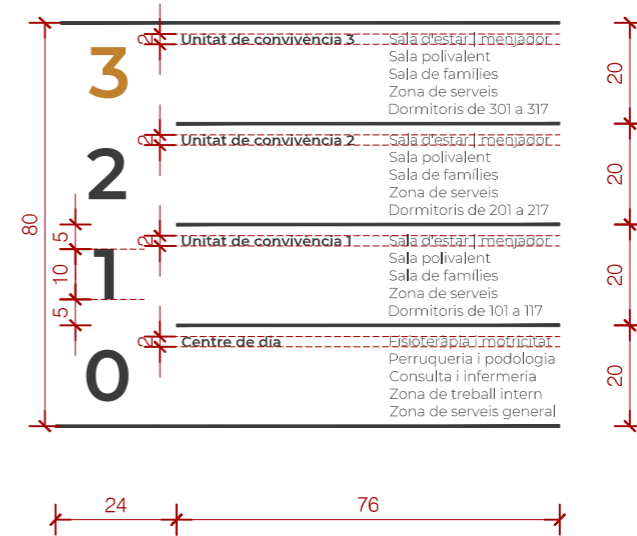 3
2
Unitat de convivència 3 Sala d'estar | menjador
Sala polivalent
Sala de famílies
Zona de serveis
Dormitoris de 301 a 317
20
2
2
Unitat de convivència 2 Sala d'estar | menjador
Sala polivalent
Sala de famílies
Zona de serveis
Dormitoris de 201 a 217
20
80
1
5
10
5
2
Unitat de convivència 1 Sala d'estar | menjador
Sala polivalent
Sala de famílies
Zona de serveis
Dormitoris de 101 a 117
20
0
2
Centre de dia Fisioteràpia i motricitat
Perruqueria i podologia
Consulta i infermeria
Zona de treball intern
Zona de serveis general
20
24 76